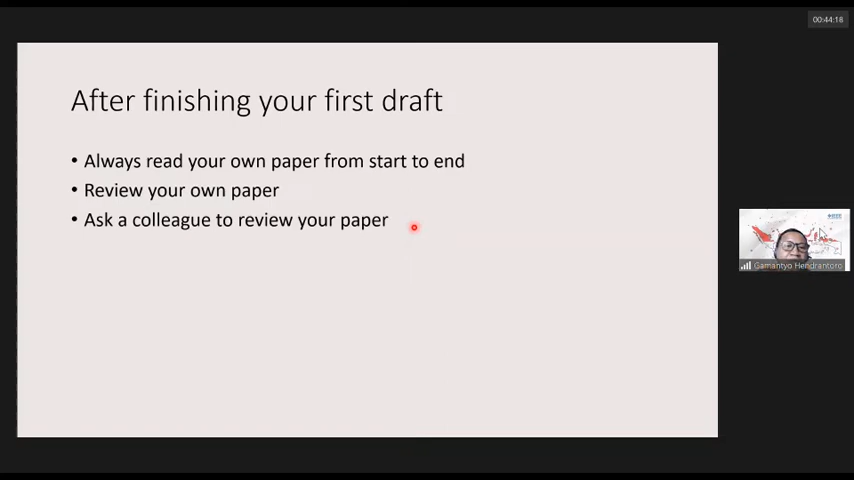 00:44:18
After finishing your first draft
• Always read your own paper from start to end
• Review your own paper
• Ask a colleague to review your paper
IEEE
Gamantyo Hendrantoro